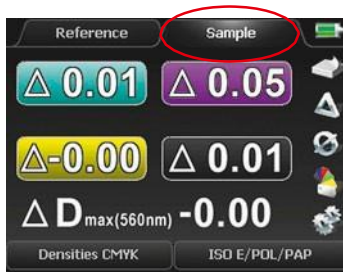 Reference Sample
Δ 0.01 Δ 0.05
Δ-0.00 Δ 0.01
Δ Dmax(560nm) -0.00
Densities CMYK ISO E/POL/PAP